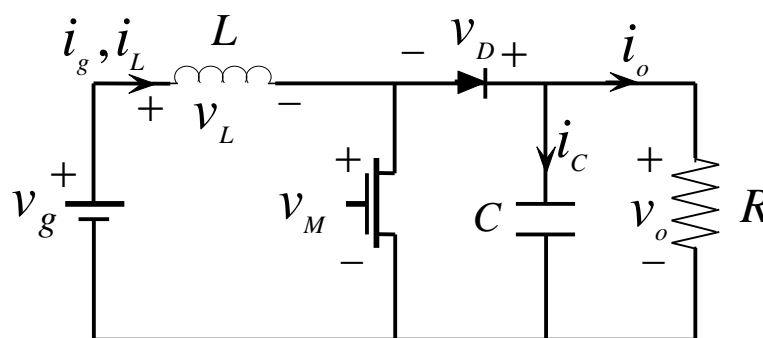 i_g, i_L
L
− v_D +
i_o
+ v_L −
i_C
+ v_g
+ v_M −
C
+ v_o −
R